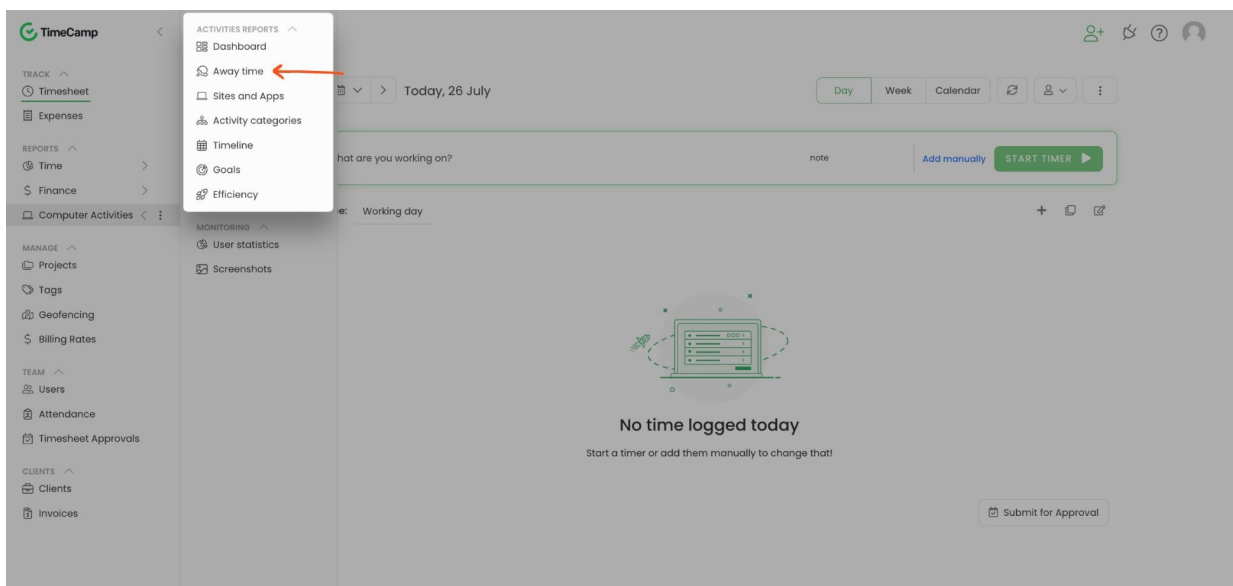 TimeCamp
TRACK
Timesheet
Expenses
REPORTS
Time
$ Finance
Computer Activities
MANAGE
Projects
Tags
Geofencing
$ Billing Rates
TEAM
Users
Attendance
Timesheet Approvals
CLIENTS
Clients
Invoices
ACTIVITIES REPORTS
Dashboard
Away time
Sites and Apps
Activity categories
Timeline
Goals
Efficiency
MONITORING
User statistics
Screenshots
Today, 26 July
Day Week Calendar
hat are you working on? note Add manually START TIMER
e: Working day
No time logged today
Start a timer or add them manually to change that!
Submit for Approval